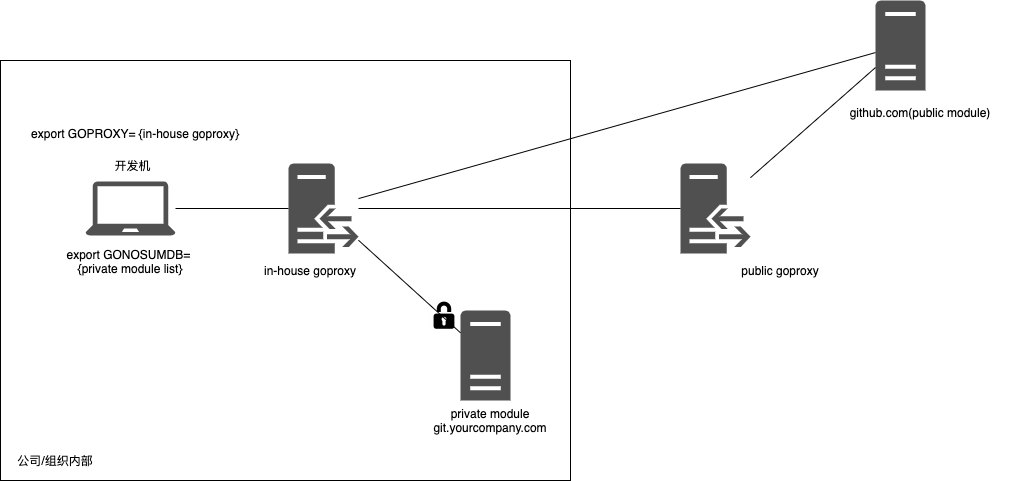 github.com(public module)
export GOPROXY= {in-house goproxy}
开发机
export GONOSUMDB=
{private module list}
in-house goproxy
public goproxy
private module
git.yourcompany.com
公司/组织内部